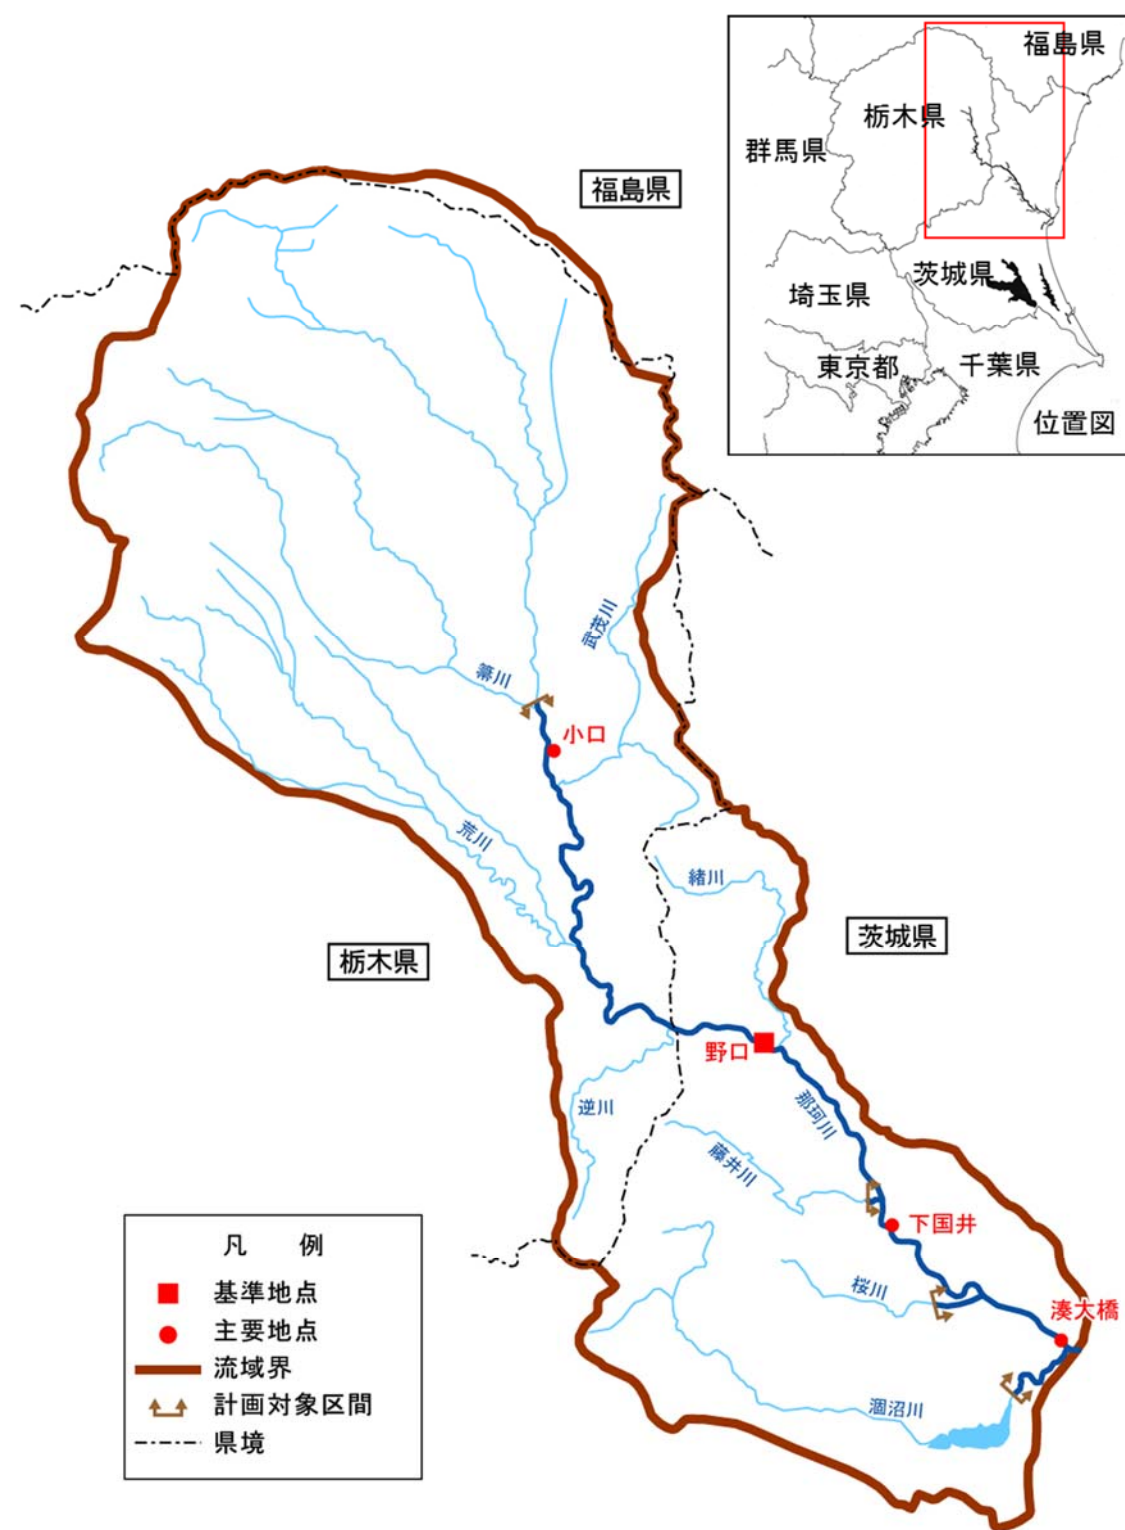 福島県
栃木県
群馬県
茨城県
埼玉県
東京都
千葉県
位置図
福島県
武茂川
箒川
小口
荒川
緒川
茨城県
栃木県
野口
那珂川
逆川
藤井川
下国井
桜川
湊大橋
涸沼川
凡　例
基準地点
主要地点
流域界
計画対象区間
県境